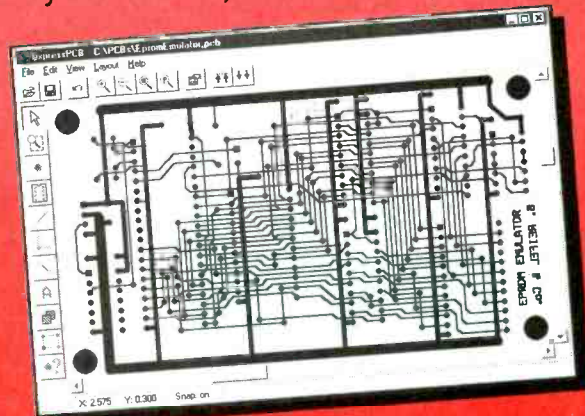 ExpressPCB - C:\PCBs\EpromEmulator.pcb
File Edit View Layout Help
EPROM EMULATOR
X: 2.575 Y: 0.300 Snap: on